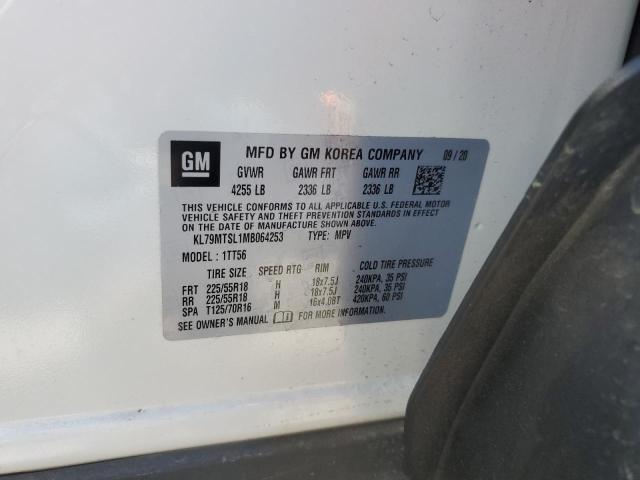 GM MFD BY GM KOREA COMPANY 09 / 20
GVWR GAWR FRT GAWR RR
4255 LB 2336 LB 2336 LB
THIS VEHICLE CONFORMS TO ALL APPLICABLE U.S. FEDERAL MOTOR
VEHICLE SAFETY, BUMPER, AND THEFT PREVENTION STANDARDS IN
EFFECT ON THE DATE OF MANUFACTURE SHOWN ABOVE.
KL79MTSL1MB064253 TYPE: MPV
MODEL : 1TT56
TIRE SIZE SPEED RTG RIM COLD TIRE PRESSURE
FRT 225/55R18 H 18x7.5J 240KPA, 35 PSI
RR 225/55R18 H 18x7.5J 240KPA, 35 PSI
SPA T125/70R16 M 16x4.0BT 420KPA, 60 PSI
SEE OWNER'S MANUAL FOR MORE INFORMATION.